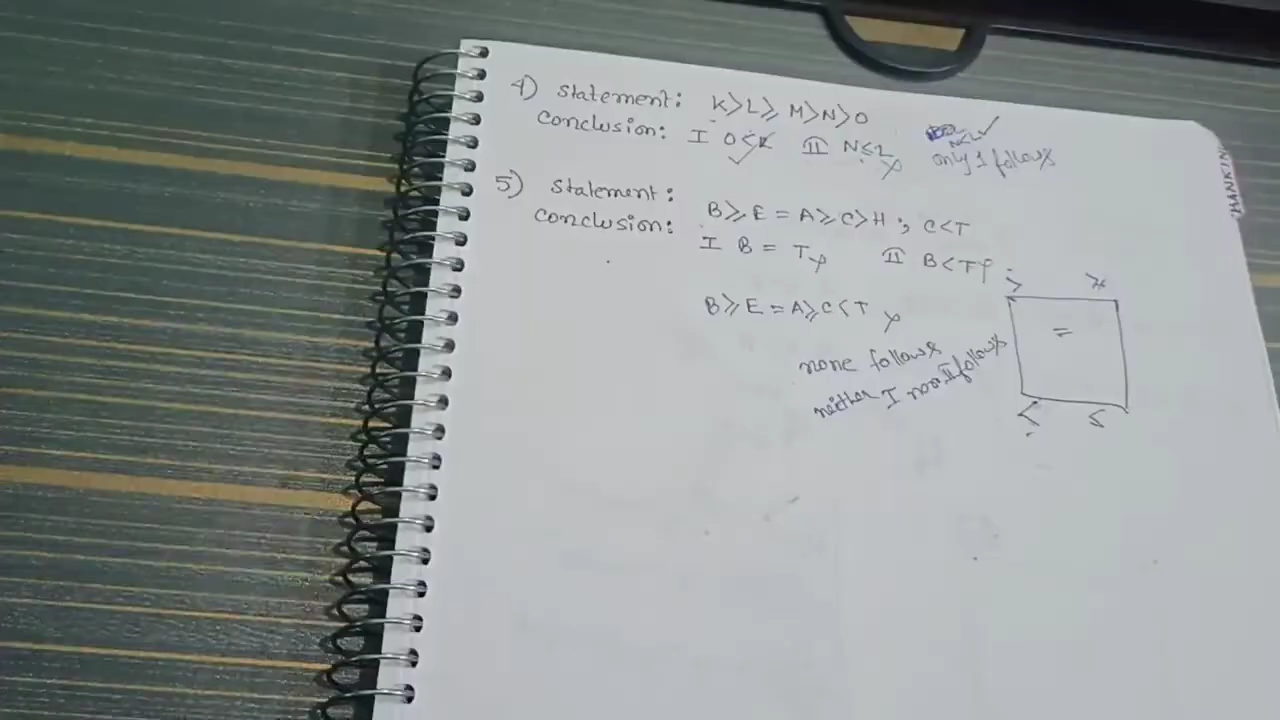 4) Statement: K>L⩾M>N>O
Conclusion: I O<K ✓ II N≤L ✗
N<L ✓
only 1 follows
5) Statement: B⩾E=A⩾C>H; C<T
Conclusion: I B=T ✗ II B<T ✗
B⩾E=A⩾C<T ✗
none follows
neither I nor II follows
> ⩾
=
< ≤